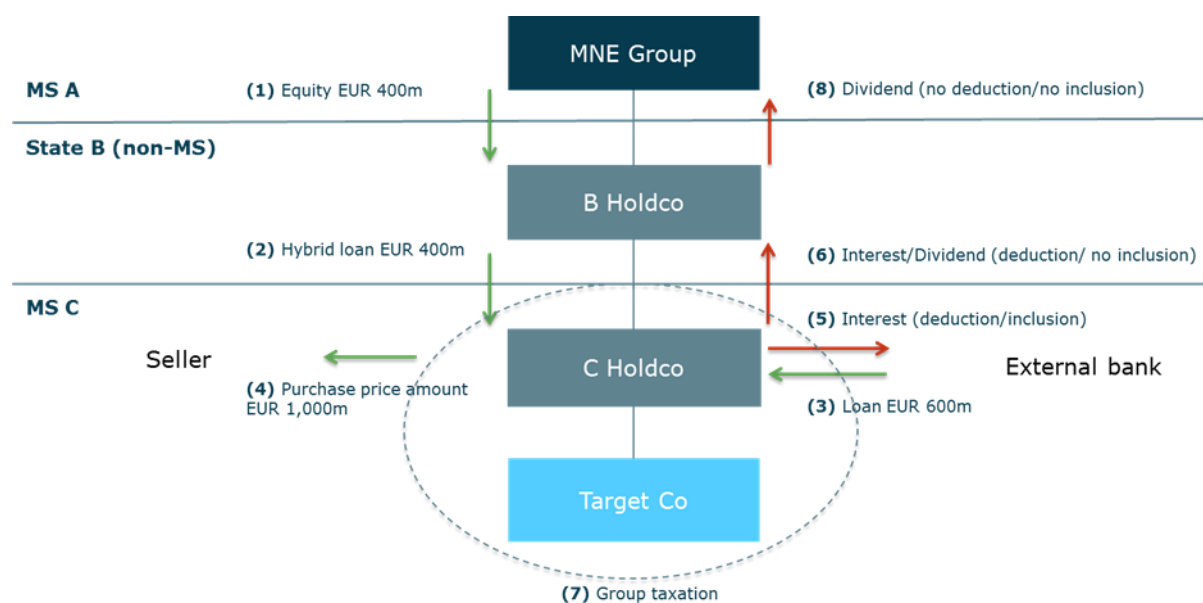 MNE Group
MS A
(1) Equity EUR 400m
(8) Dividend (no deduction/no inclusion)
State B (non-MS)
B Holdco
(2) Hybrid loan EUR 400m
(6) Interest/Dividend (deduction/ no inclusion)
MS C
(5) Interest (deduction/inclusion)
Seller
C Holdco
External bank
(4) Purchase price amount
EUR 1,000m
(3) Loan EUR 600m
Target Co
(7) Group taxation